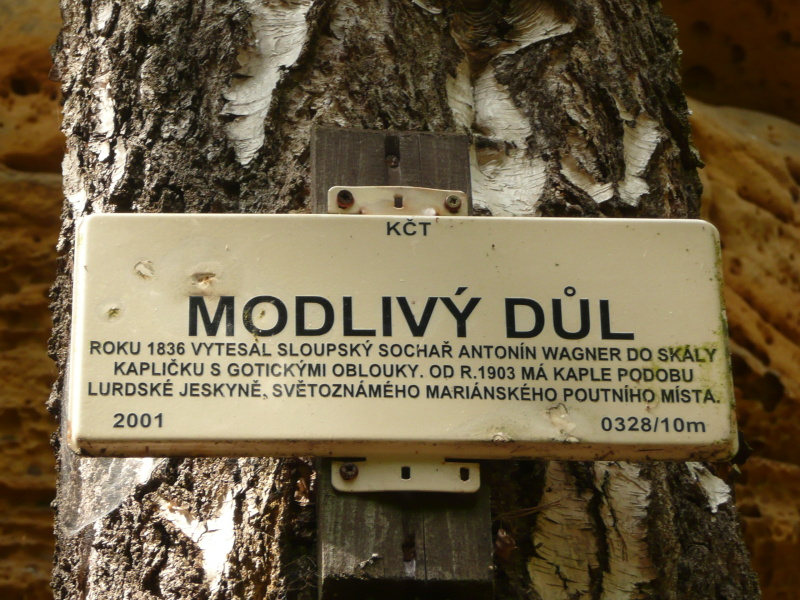 KČT
MODLIVÝ DŮL
ROKU 1836 VYTESAL SLOUPSKÝ SOCHAŘ ANTONÍN WAGNER DO SKÁLY
KAPLIČKU S GOTICKÝMI OBLOUKY. OD R.1903 MÁ KAPLE PODOBU
LURDSKÉ JESKYNĚ, SVĚTOZNÁMÉHO MARIÁNSKÉHO POUTNÍHO MÍSTA.
2001 0328/10m